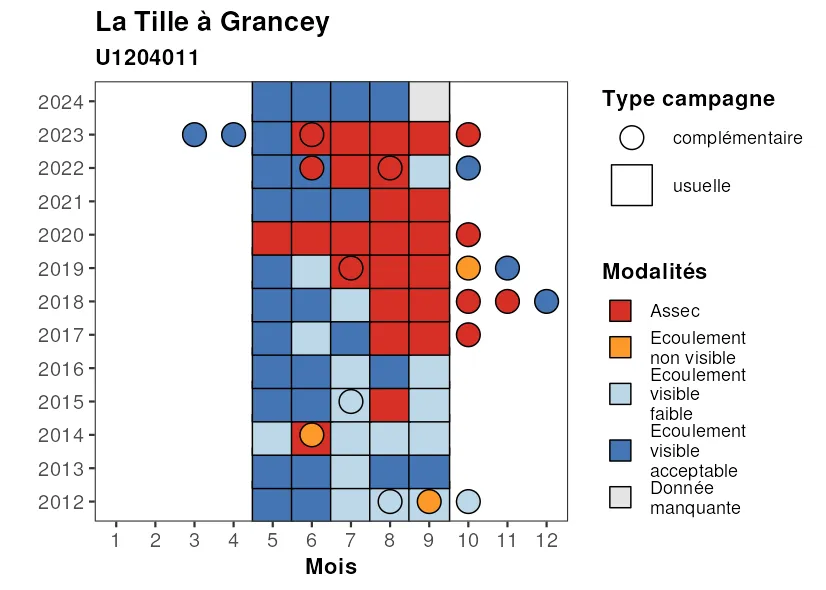 La Tille à Grancey
U1204011
2024
2023
2022
2021
2020
2019
2018
2017
2016
2015
2014
2013
2012
1 2 3 4 5 6 7 8 9 10 11 12
Mois
Type campagne
complémentaire
usuelle
Modalités
Assec
Ecoulement
non visible
Ecoulement
visible
faible
Ecoulement
visible
acceptable
Donnée
manquante